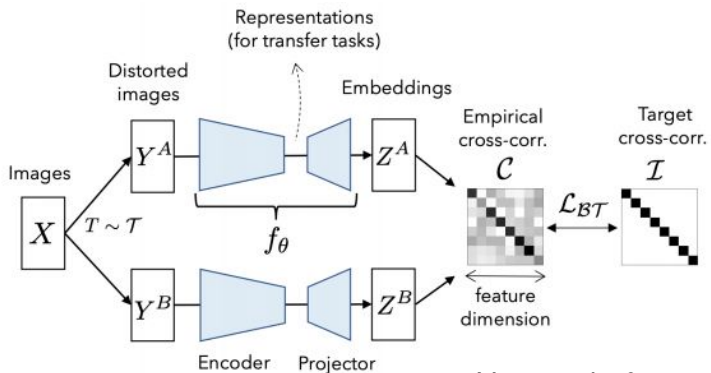 Representations
(for transfer tasks)
Distorted
images
Embeddings
Empirical
cross-corr.
Target
cross-corr.
Images
Y^A
Z^A
C
I
X
T ~ T
f_θ
L_BT
Y^B
Z^B
feature
dimension
Encoder
Projector